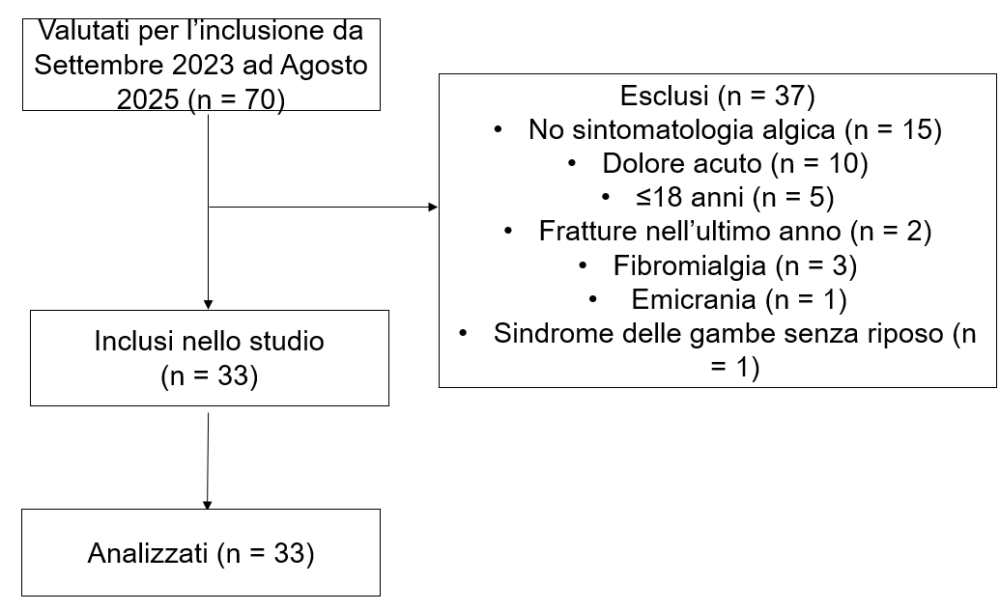 Valutati per l’inclusione da
Settembre 2023 ad Agosto
2025 (n = 70)
Esclusi (n = 37)
• No sintomatologia algica (n = 15)
• Dolore acuto (n = 10)
• ≤18 anni (n = 5)
• Fratture nell’ultimo anno (n = 2)
• Fibromialgia (n = 3)
• Emicrania (n = 1)
• Sindrome delle gambe senza riposo (n
= 1)
Inclusi nello studio
(n = 33)
Analizzati (n = 33)